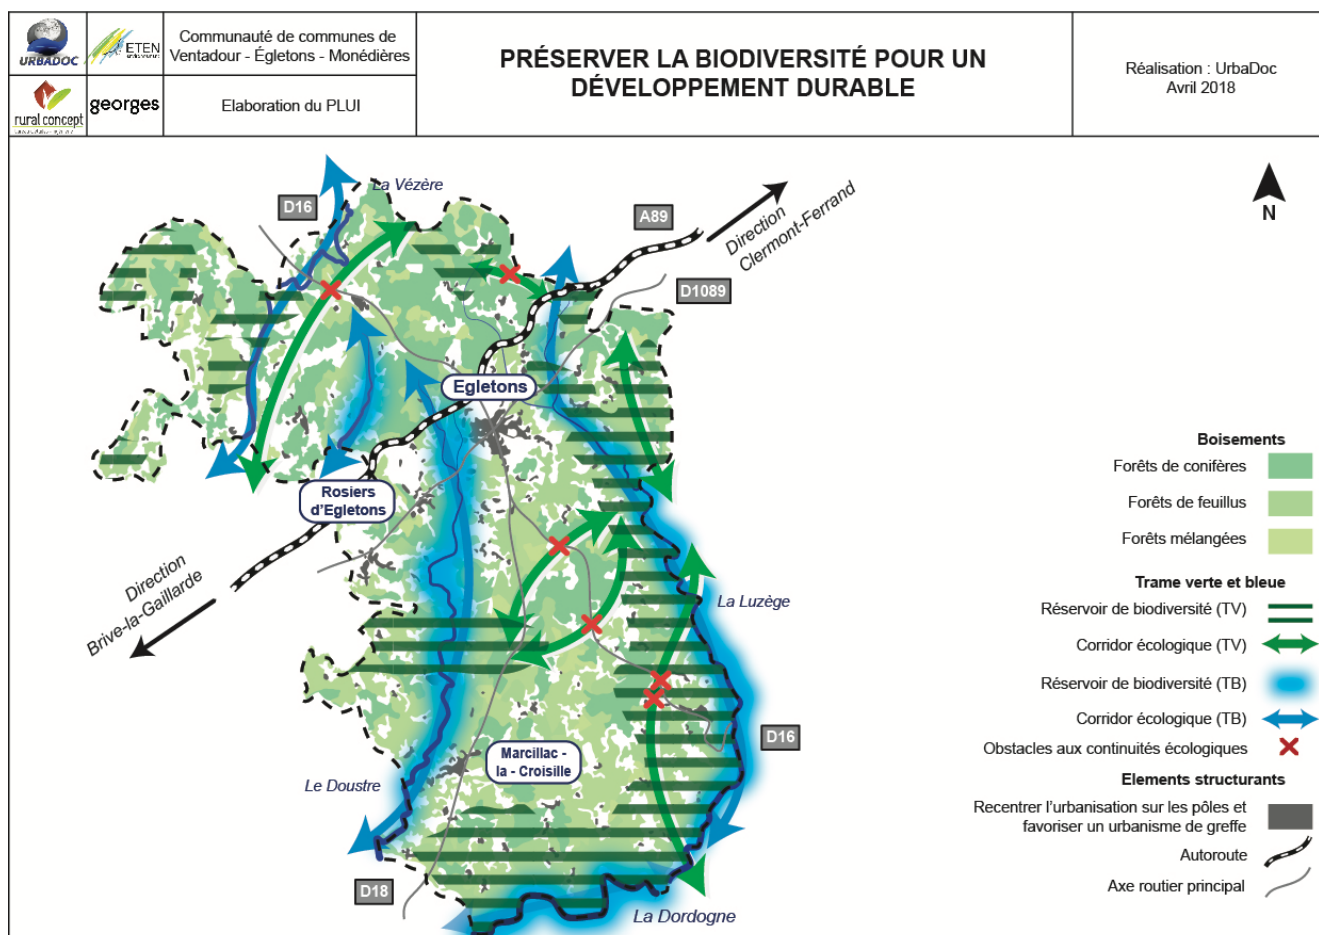 URBADOC
ETEN
Communauté de communes de
Ventadour - Égletons - Monédières
rural concept
georges
Elaboration du PLUI
PRÉSERVER LA BIODIVERSITÉ POUR UN
DÉVELOPPEMENT DURABLE
Réalisation : UrbaDoc
Avril 2018
La Vézère
D16
A89
Direction
Clermont-Ferrand
N
D1089
Egletons
Rosiers
d'Egletons
Direction
Brive-la-Gaillarde
La Luzège
D16
Marcillac -
la - Croisille
Le Doustre
D18
La Dordogne
Boisements
Forêts de conifères
Forêts de feuillus
Forêts mélangées
Trame verte et bleue
Réservoir de biodiversité (TV)
Corridor écologique (TV)
Réservoir de biodiversité (TB)
Corridor écologique (TB)
Obstacles aux continuités écologiques
Elements structurants
Recentrer l'urbanisation sur les pôles et
favoriser un urbanisme de greffe
Autoroute
Axe routier principal